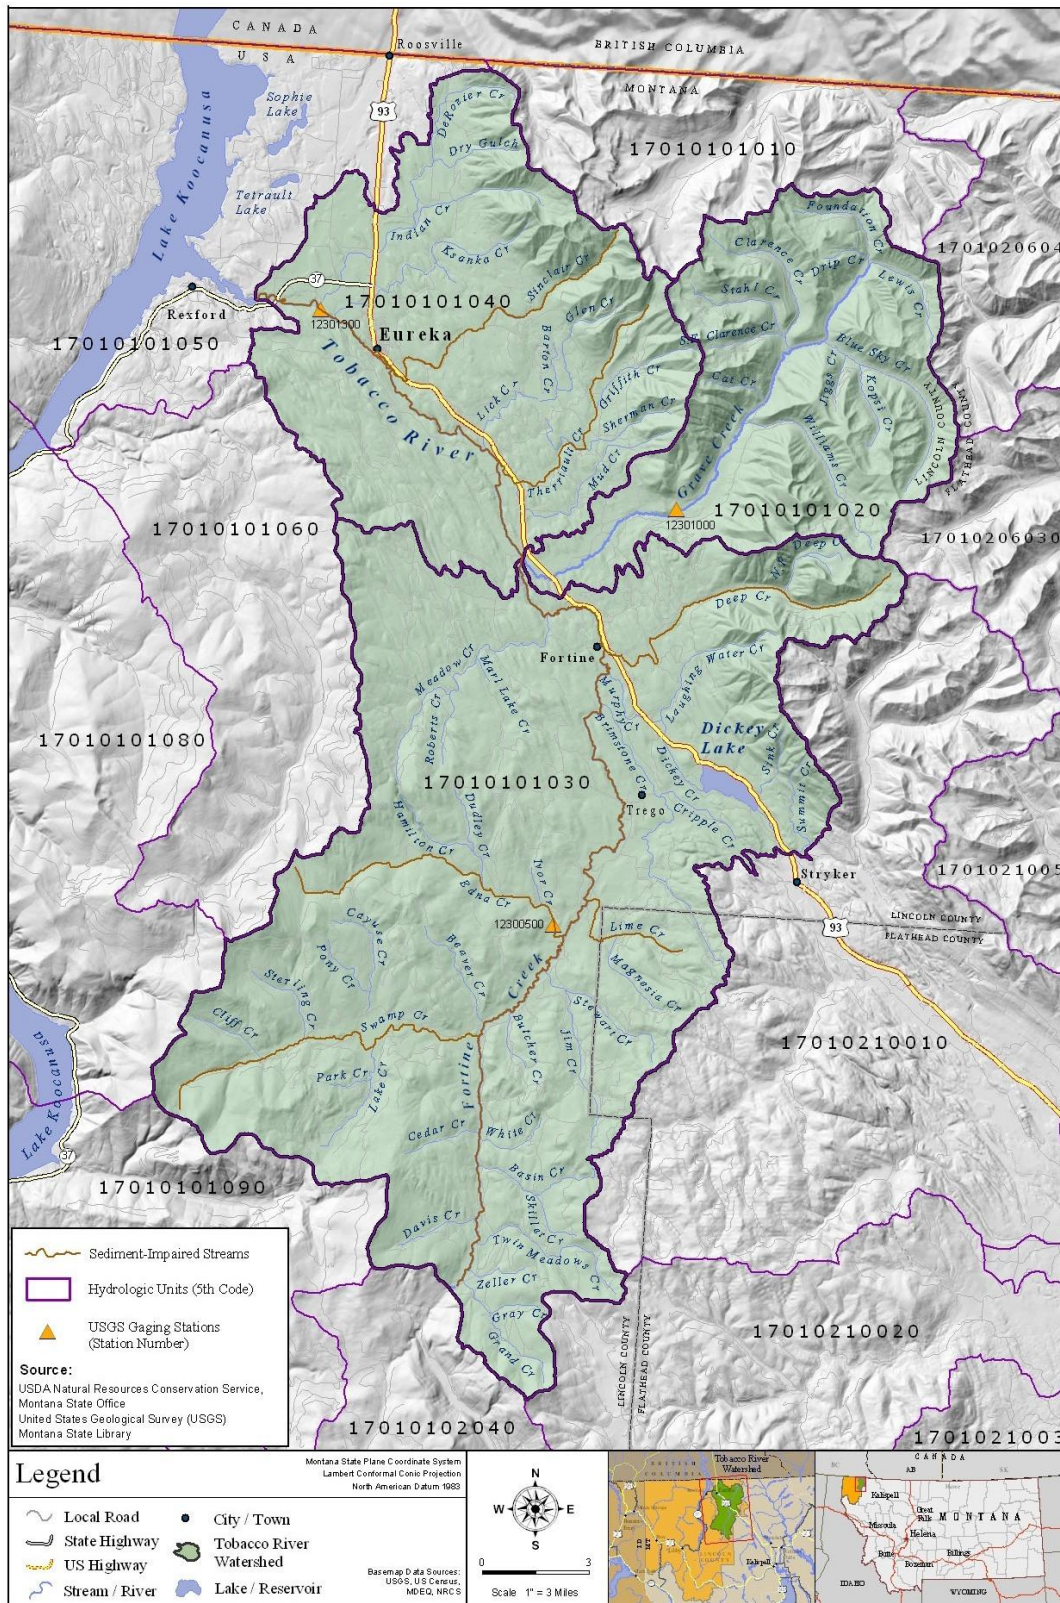 CANADA
USA
Roosville
BRITISH COLUMBIA
MONTANA
93
Sophie
Lake
Tetrault
Lake
Lake Koocanusa
DeRozier Cr
Dry Gulch
Indian Cr
Ksanka Cr
Sinclair Cr
17010101010
1701020604
Foundation Cr
Clarence Cr
Drip Cr
Lewis Cr
Stahl Cr
S.F. Clarence Cr
Blue Sky Cr
Cat Cr
Jiggs Cr
Kopsi Cr
Williams Cr
Grave Creek
LINCOLN COUNTY
FLATHEAD COUNTY
37
Rexford
12301300
17010101040
Eureka
17010101050
Tobacco River
Glen Cr
Barton Cr
Lick Cr
Griffith Cr
Sherman Cr
Therriault Cr
Mud Cr
12301000
17010101020
17010101060
17010206030
N.F. Deep Cr
Deep Cr
Fortine
Meadow Cr
Marl Lake Cr
Laughing Water Cr
Murphy Cr
Brimstone Cr
Dickey
Lake
Roberts Cr
Dickey Cr
Sink Cr
Summit Cr
17010101080
17010101030
Trego
Cripple Cr
Hamilton Cr
Dudley Cr
1701021005
Stryker
Ivor Cr
Edna Cr
12300500
Lime Cr
LINCOLN COUNTY
FLATHEAD COUNTY
93
Cayuse Cr
Pony Cr
Beaver Cr
Magnesia Cr
Sterling Cr
Cliff Cr
Swamp Cr
Stewart Cr
Butcher Cr
Jim Cr
Fortine Creek
17010210010
Lake Koocanusa
37
Park Cr
Lake Cr
Cedar Cr
White Cr
17010101090
Basin Cr
Skillet Cr
Davis Cr
Twin Meadows Cr
Zeller Cr
Gray Cr
Grand Cr
LINCOLN COUNTY
FLATHEAD COUNTY
17010210020
17010102040
1701021003
Sediment-Impaired Streams
Hydrologic Units (5th Code)
USGS Gaging Stations
(Station Number)
Source:
USDA Natural Resources Conservation Service,
Montana State Office
United States Geological Survey (USGS)
Montana State Library
Legend
Montana State Plane Coordinate System
Lambert Conformal Conic Projection
North American Datum 1983
Local Road
State Highway
US Highway
Stream / River
City / Town
Tobacco River
Watershed
Lake / Reservoir
Basemap Data Sources:
USGS, US Census,
MDEQ, NRCS
N
W E
S
0 3
Scale 1" = 3 Miles
BRITISH
COLUMBIA
Tobacco River
Watershed
ID
MT
LINCOLN
COUNTY
Kalispell
CANADA
BC AB SK
Kalispell
Havre
Great
Falls
MONTANA
Missoula
Helena
Butte
Bozeman
Billings
IDAHO
WYOMING